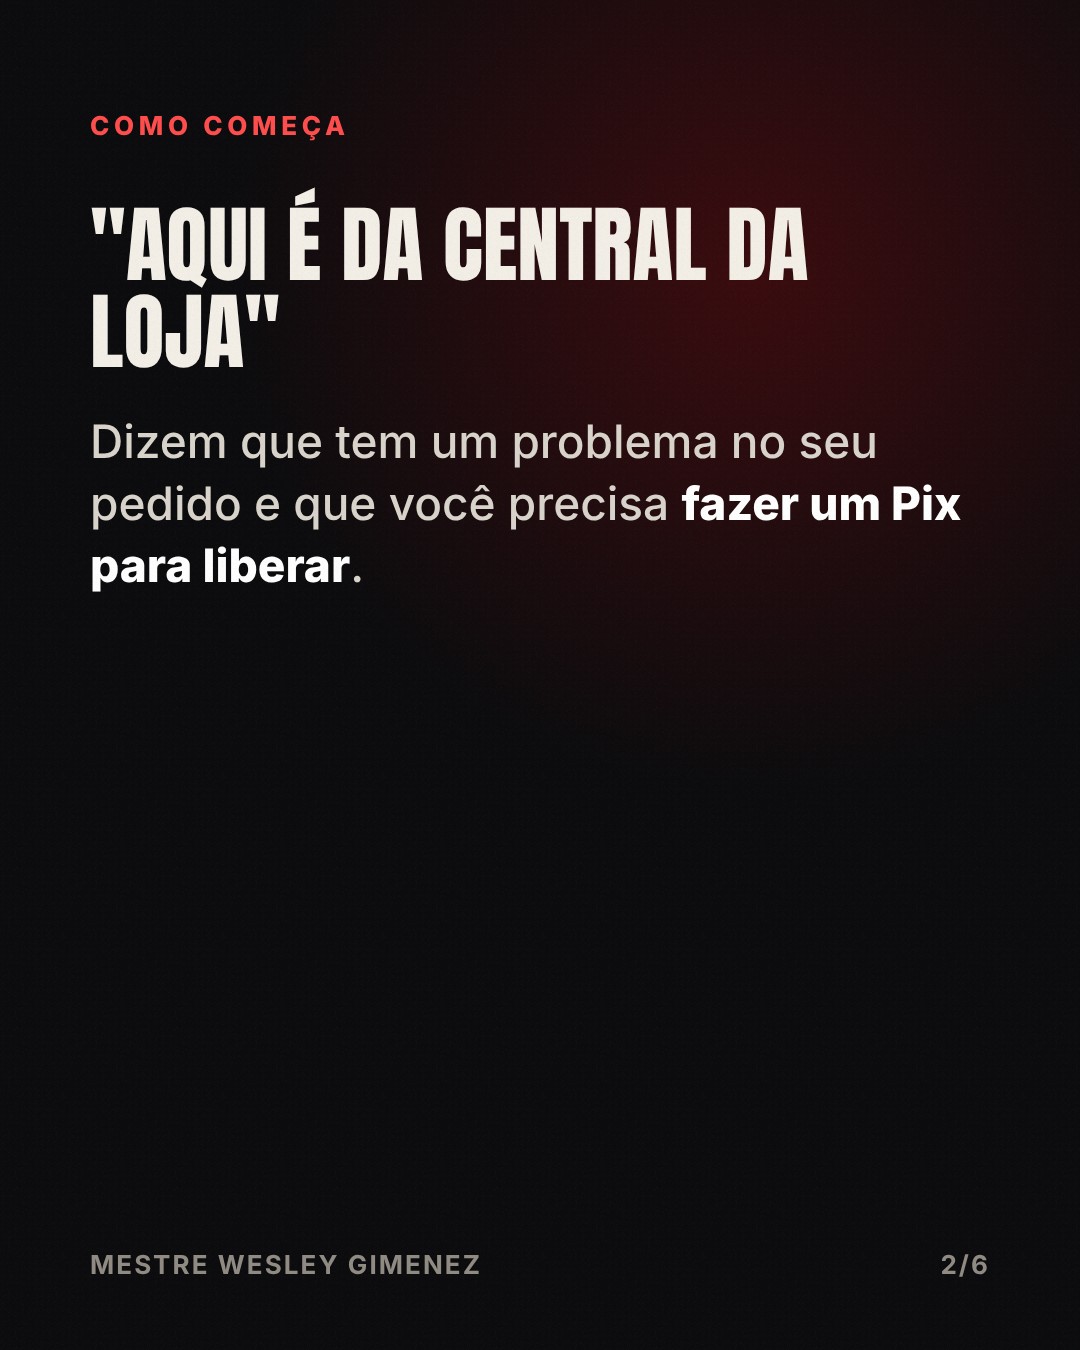 COMO COMEÇA
"AQUI É DA CENTRAL DA
LOJA"
Dizem que tem um problema no seu
pedido e que você precisa fazer um Pix
para liberar.
MESTRE WESLEY GIMENEZ
2/6